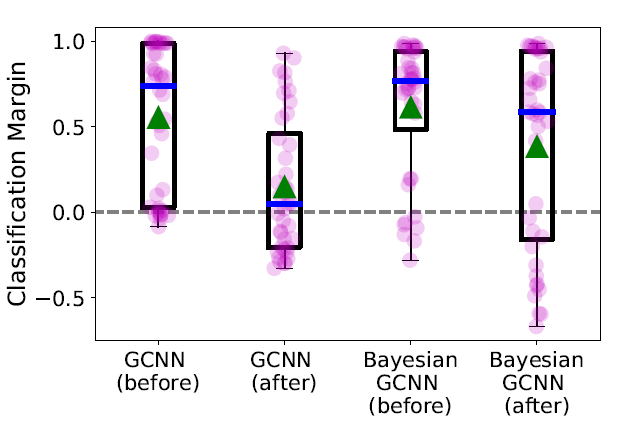 Classification Margin
1.0
0.5
0.0
−0.5
GCNN
(before)
GCNN
(after)
Bayesian
GCNN
(before)
Bayesian
GCNN
(after)